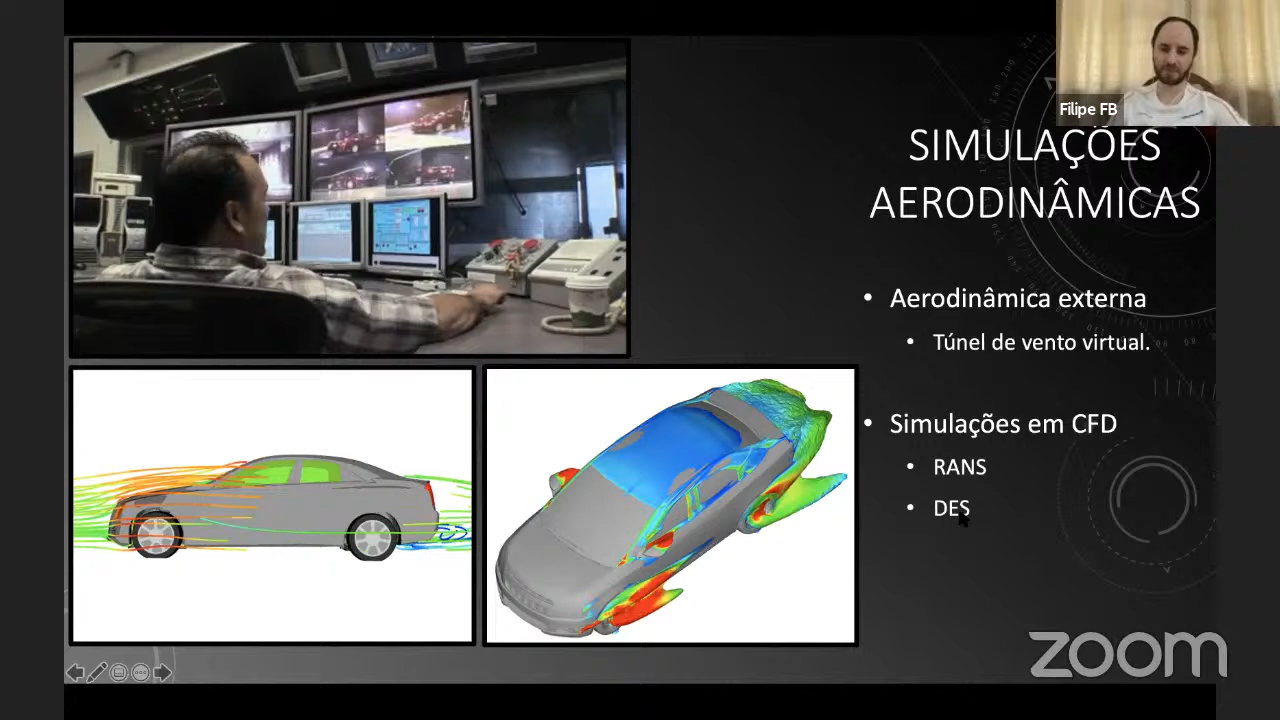 Filipe FB
SIMULAÇÕES
AERODINÂMICAS
• Aerodinâmica externa
• Túnel de vento virtual.
• Simulações em CFD
• RANS
• DES
zoom